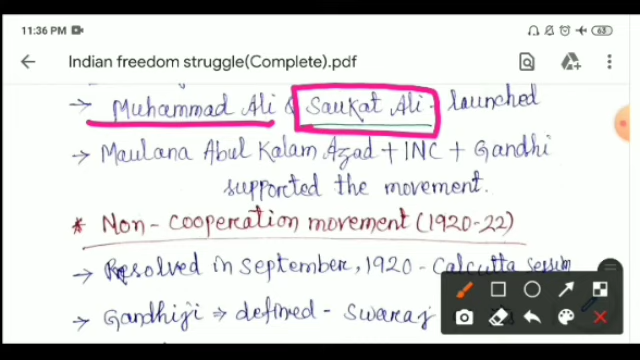 11:36 PM 63
Indian freedom struggle(Complete).pdf
→ Muhammad Ali & Saukat Ali - launched
→ Maulana Abul Kalam Azad + INC + Gandhi
supported the movement.
* Non-Cooperation movement (1920-22)
→ Resolved in September, 1920 - Calcutta session
→ Gandhiji ⇒ defined - Swaraj